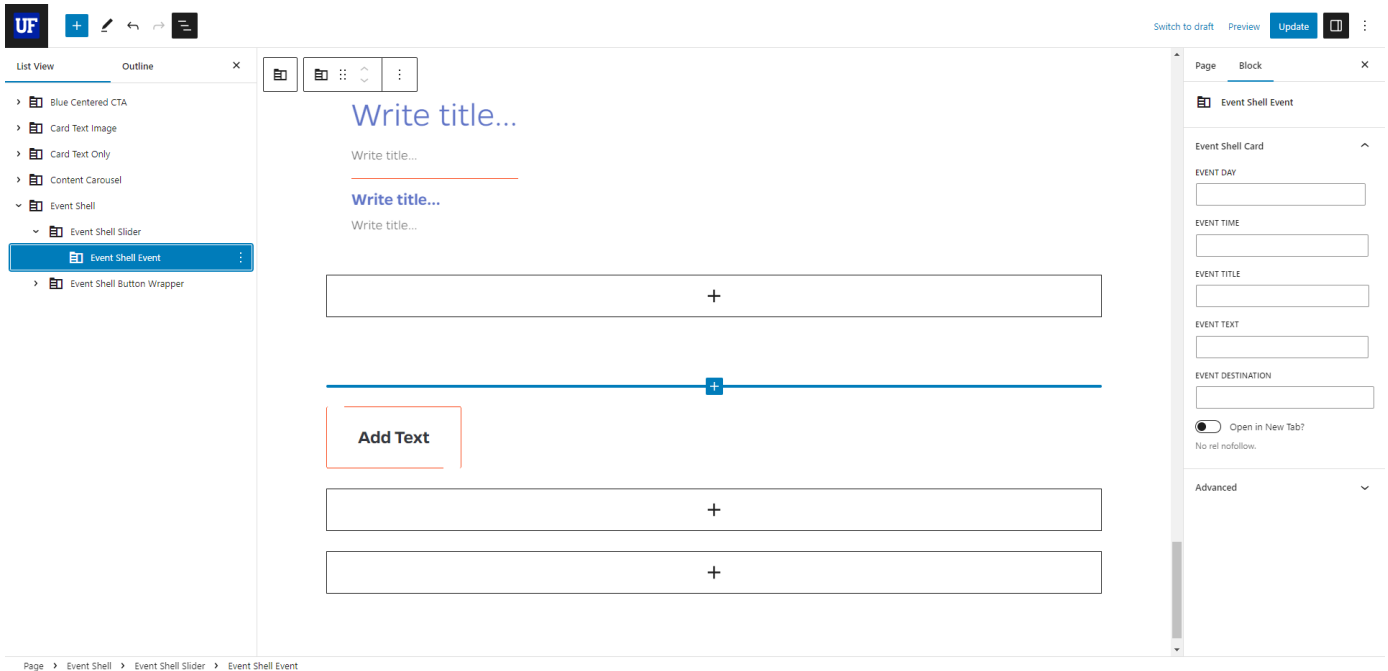 UF
Switch to draft Preview Update
List View Outline
Blue Centered CTA
Card Text Image
Card Text Only
Content Carousel
Event Shell
Event Shell Slider
Event Shell Event
Event Shell Button Wrapper
Write title...
Write title...
Write title...
Write title...
Add Text
Page Block
Event Shell Event
Event Shell Card
EVENT DAY
EVENT TIME
EVENT TITLE
EVENT TEXT
EVENT DESTINATION
Open in New Tab?
No rel nofollow.
Advanced
Page > Event Shell > Event Shell Slider > Event Shell Event